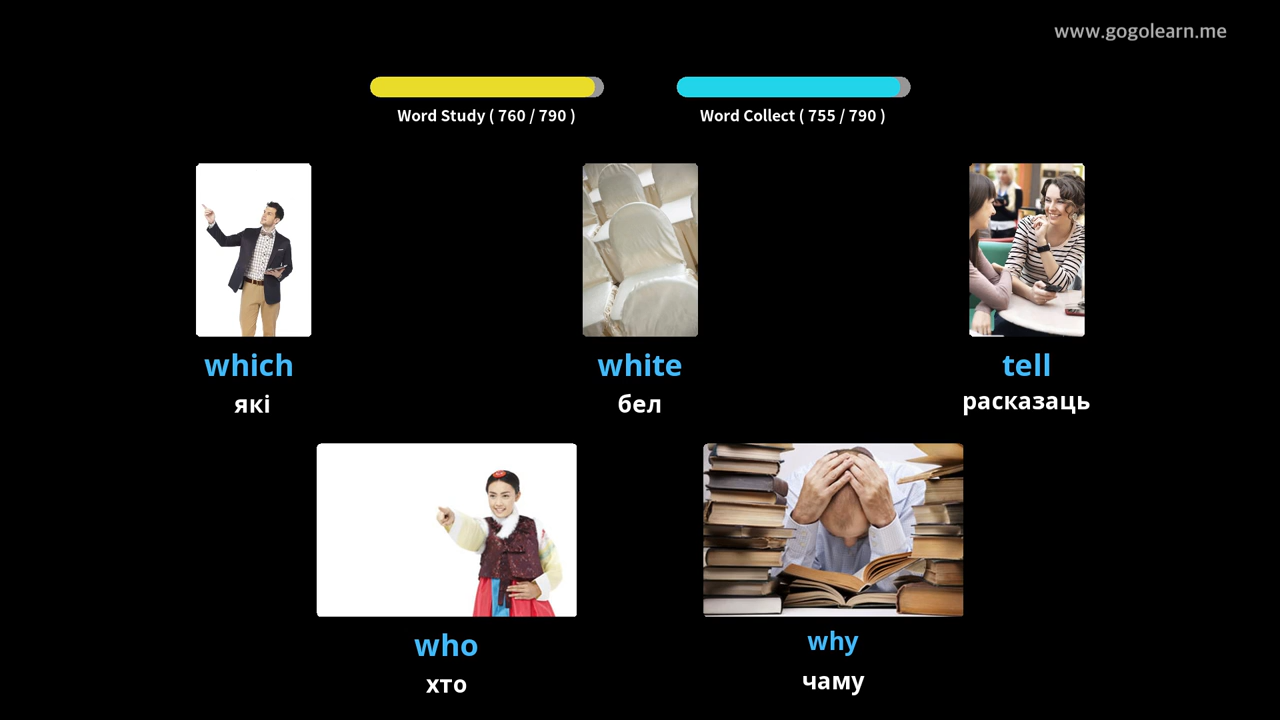 www.gogolearn.me
Word Study ( 760 / 790 )
Word Collect ( 755 / 790 )
which
які
white
бел
tell
расказаць
who
хто
why
чаму